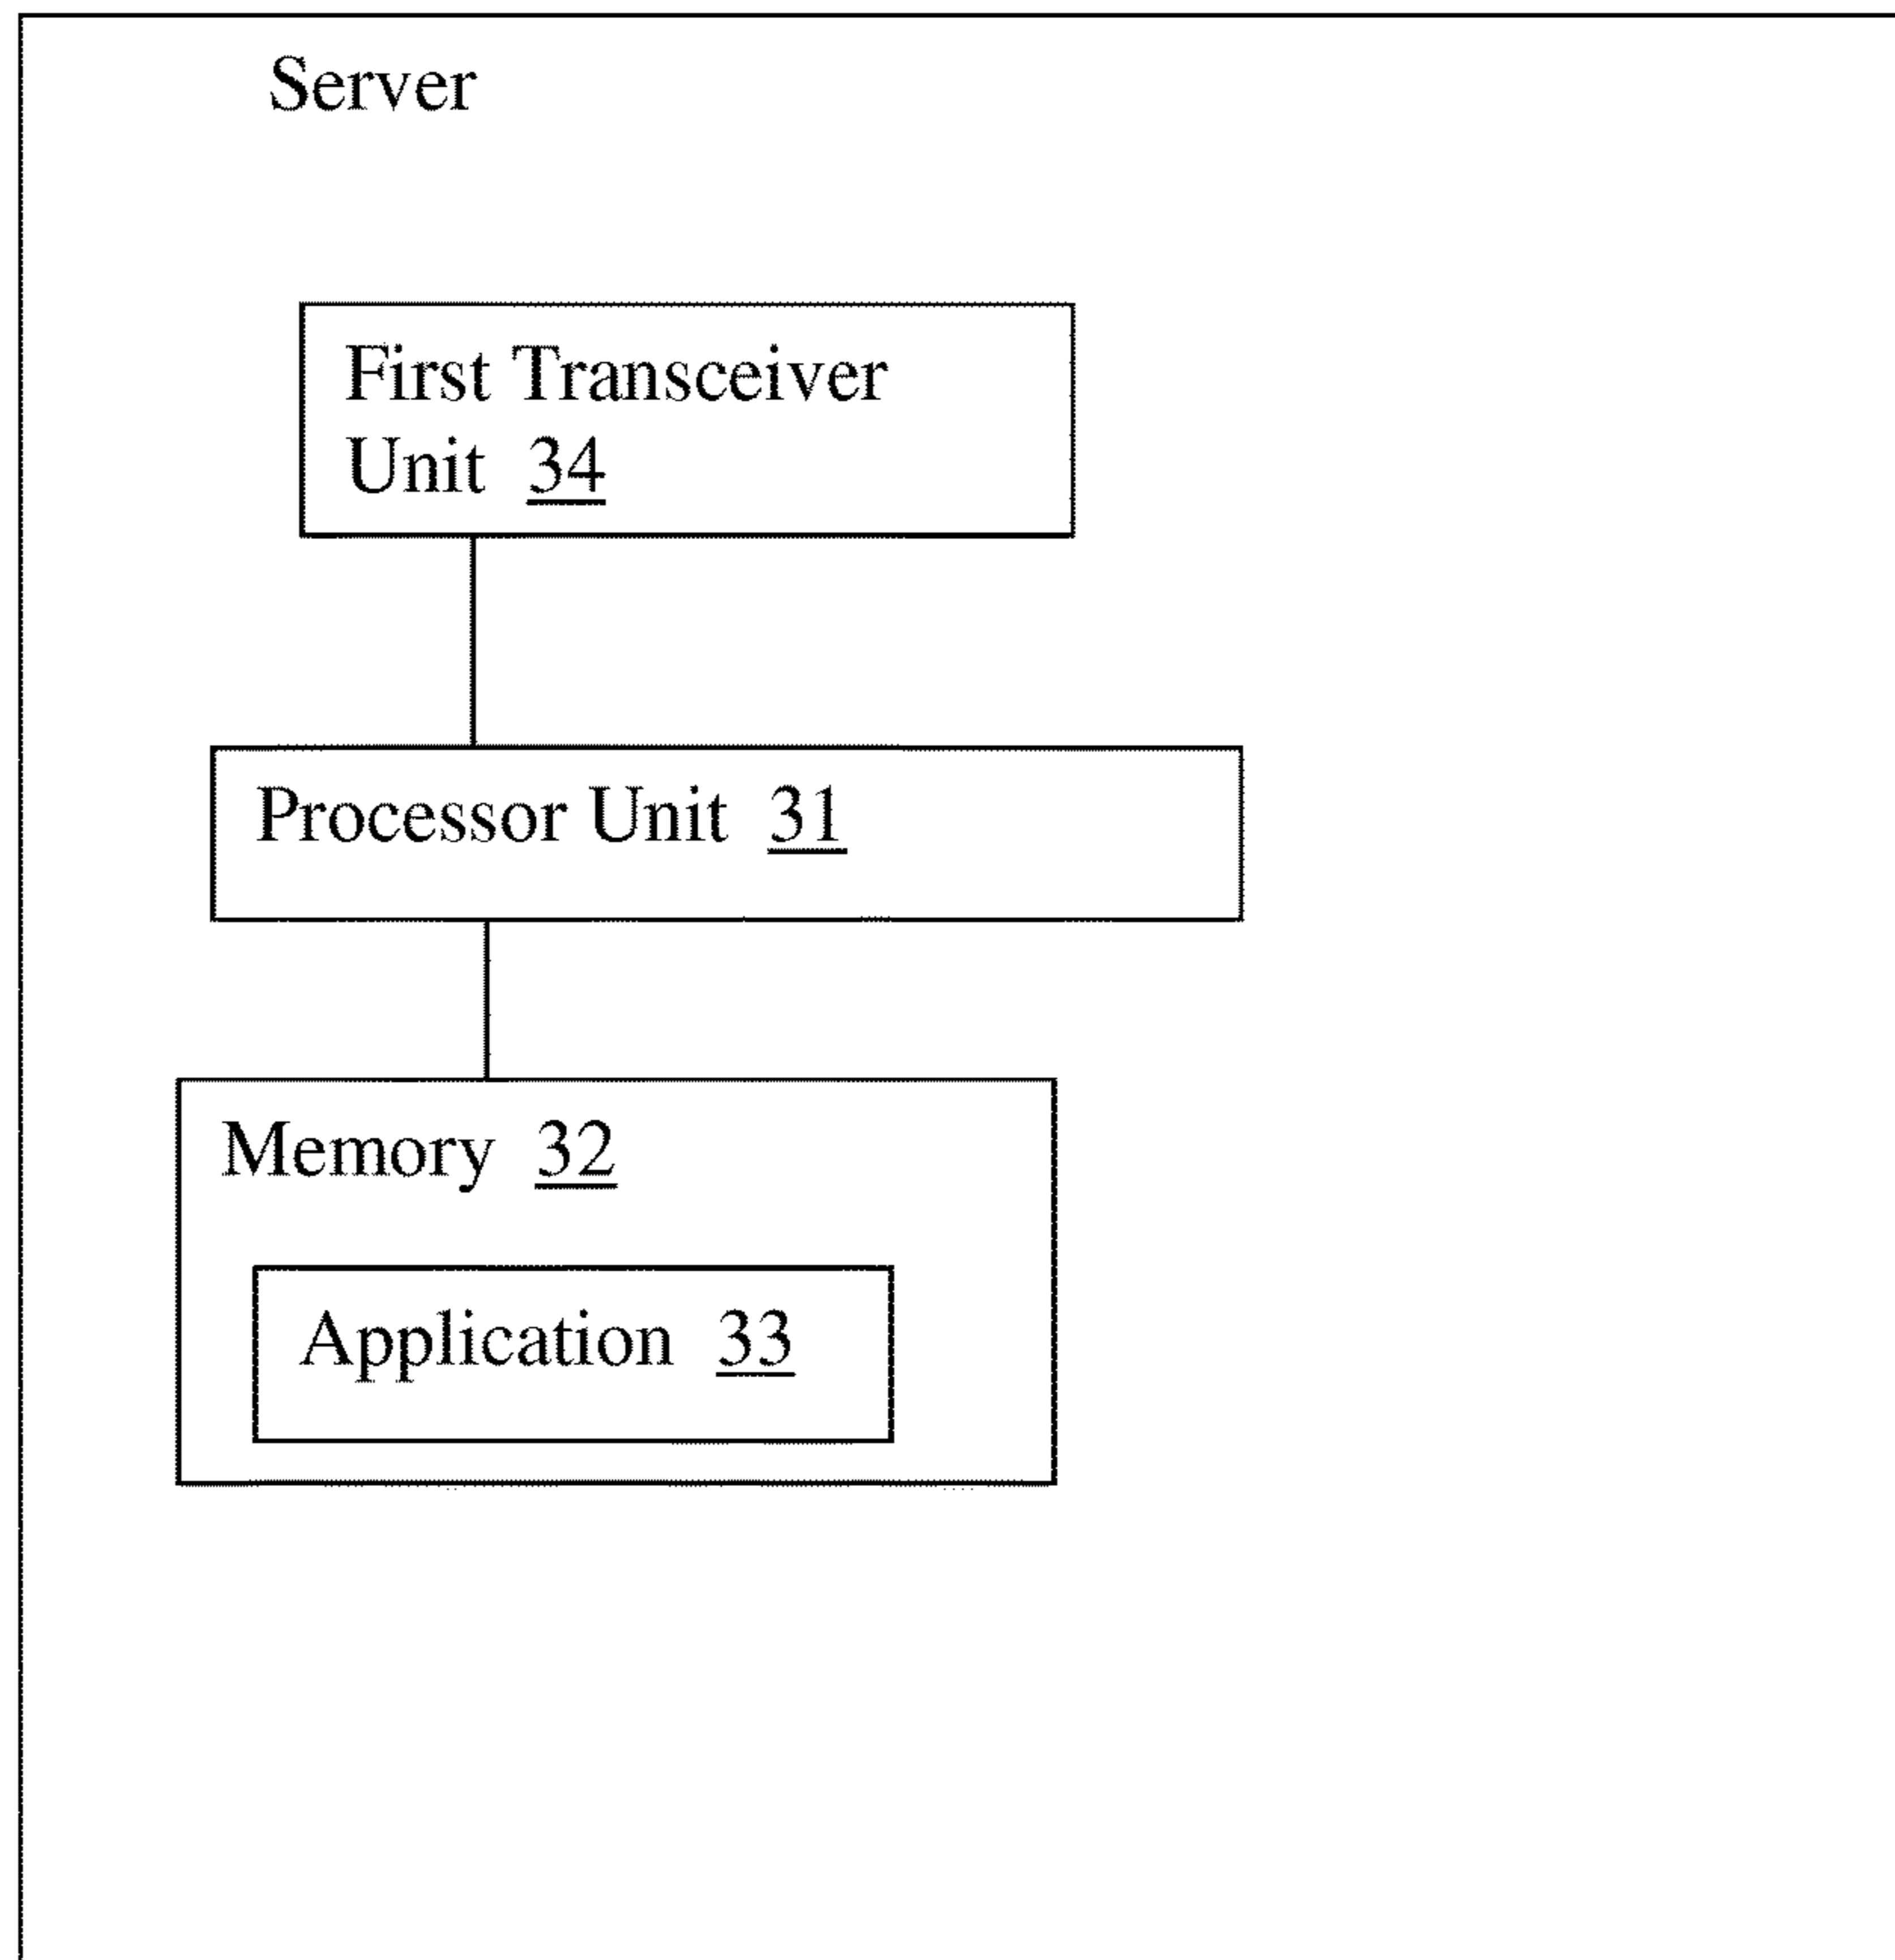 Server
First Transceiver
Unit 34
Processor Unit 31
Memory 32
Application 33